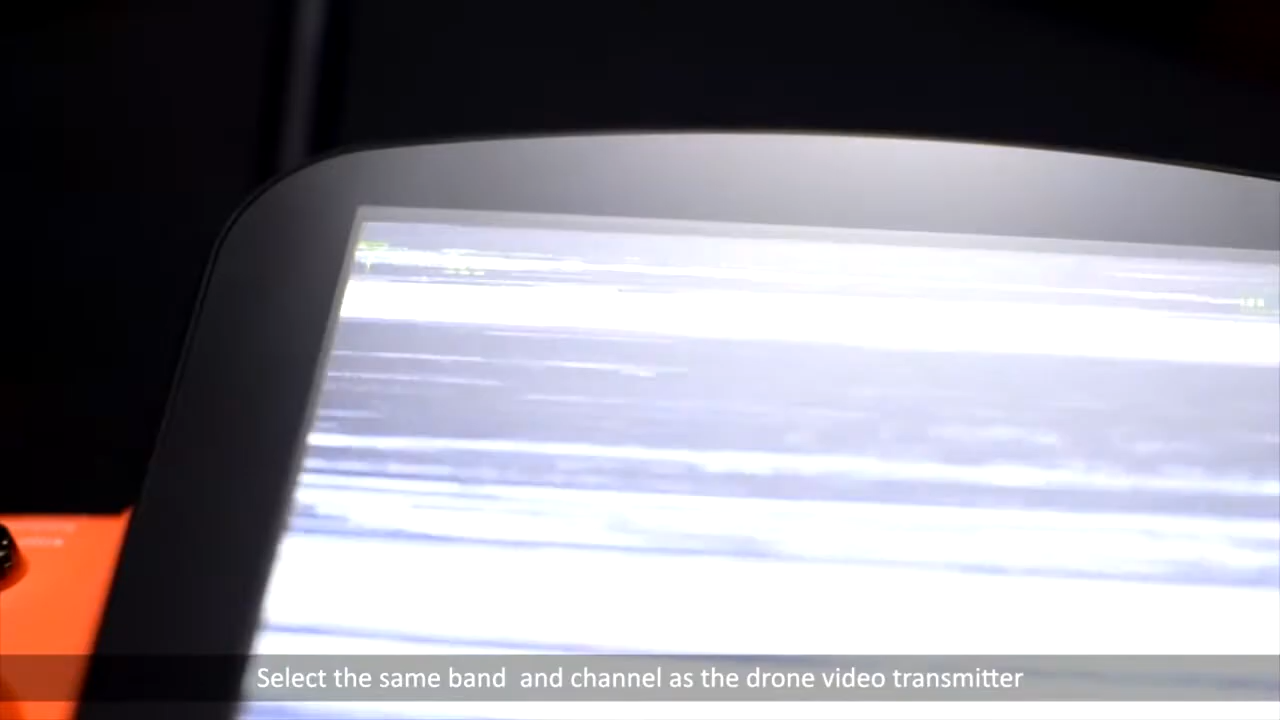 Select the same band  and channel as the drone video transmitter